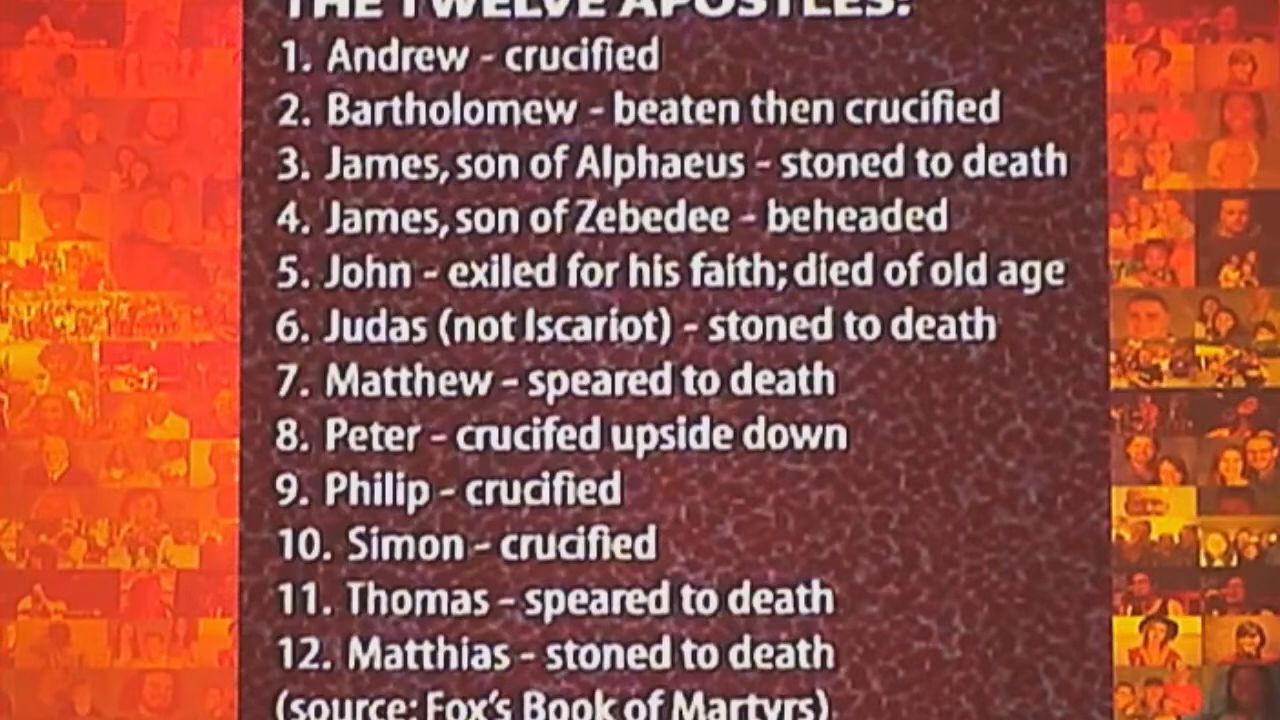 THE TWELVE APOSTLES:
1. Andrew - crucified
2. Bartholomew - beaten then crucified
3. James, son of Alphaeus - stoned to death
4. James, son of Zebedee - beheaded
5. John - exiled for his faith; died of old age
6. Judas (not Iscariot) - stoned to death
7. Matthew - speared to death
8. Peter - crucifed upside down
9. Philip - crucified
10. Simon - crucified
11. Thomas - speared to death
12. Matthias - stoned to death
(source: Fox's Book of Martyrs)